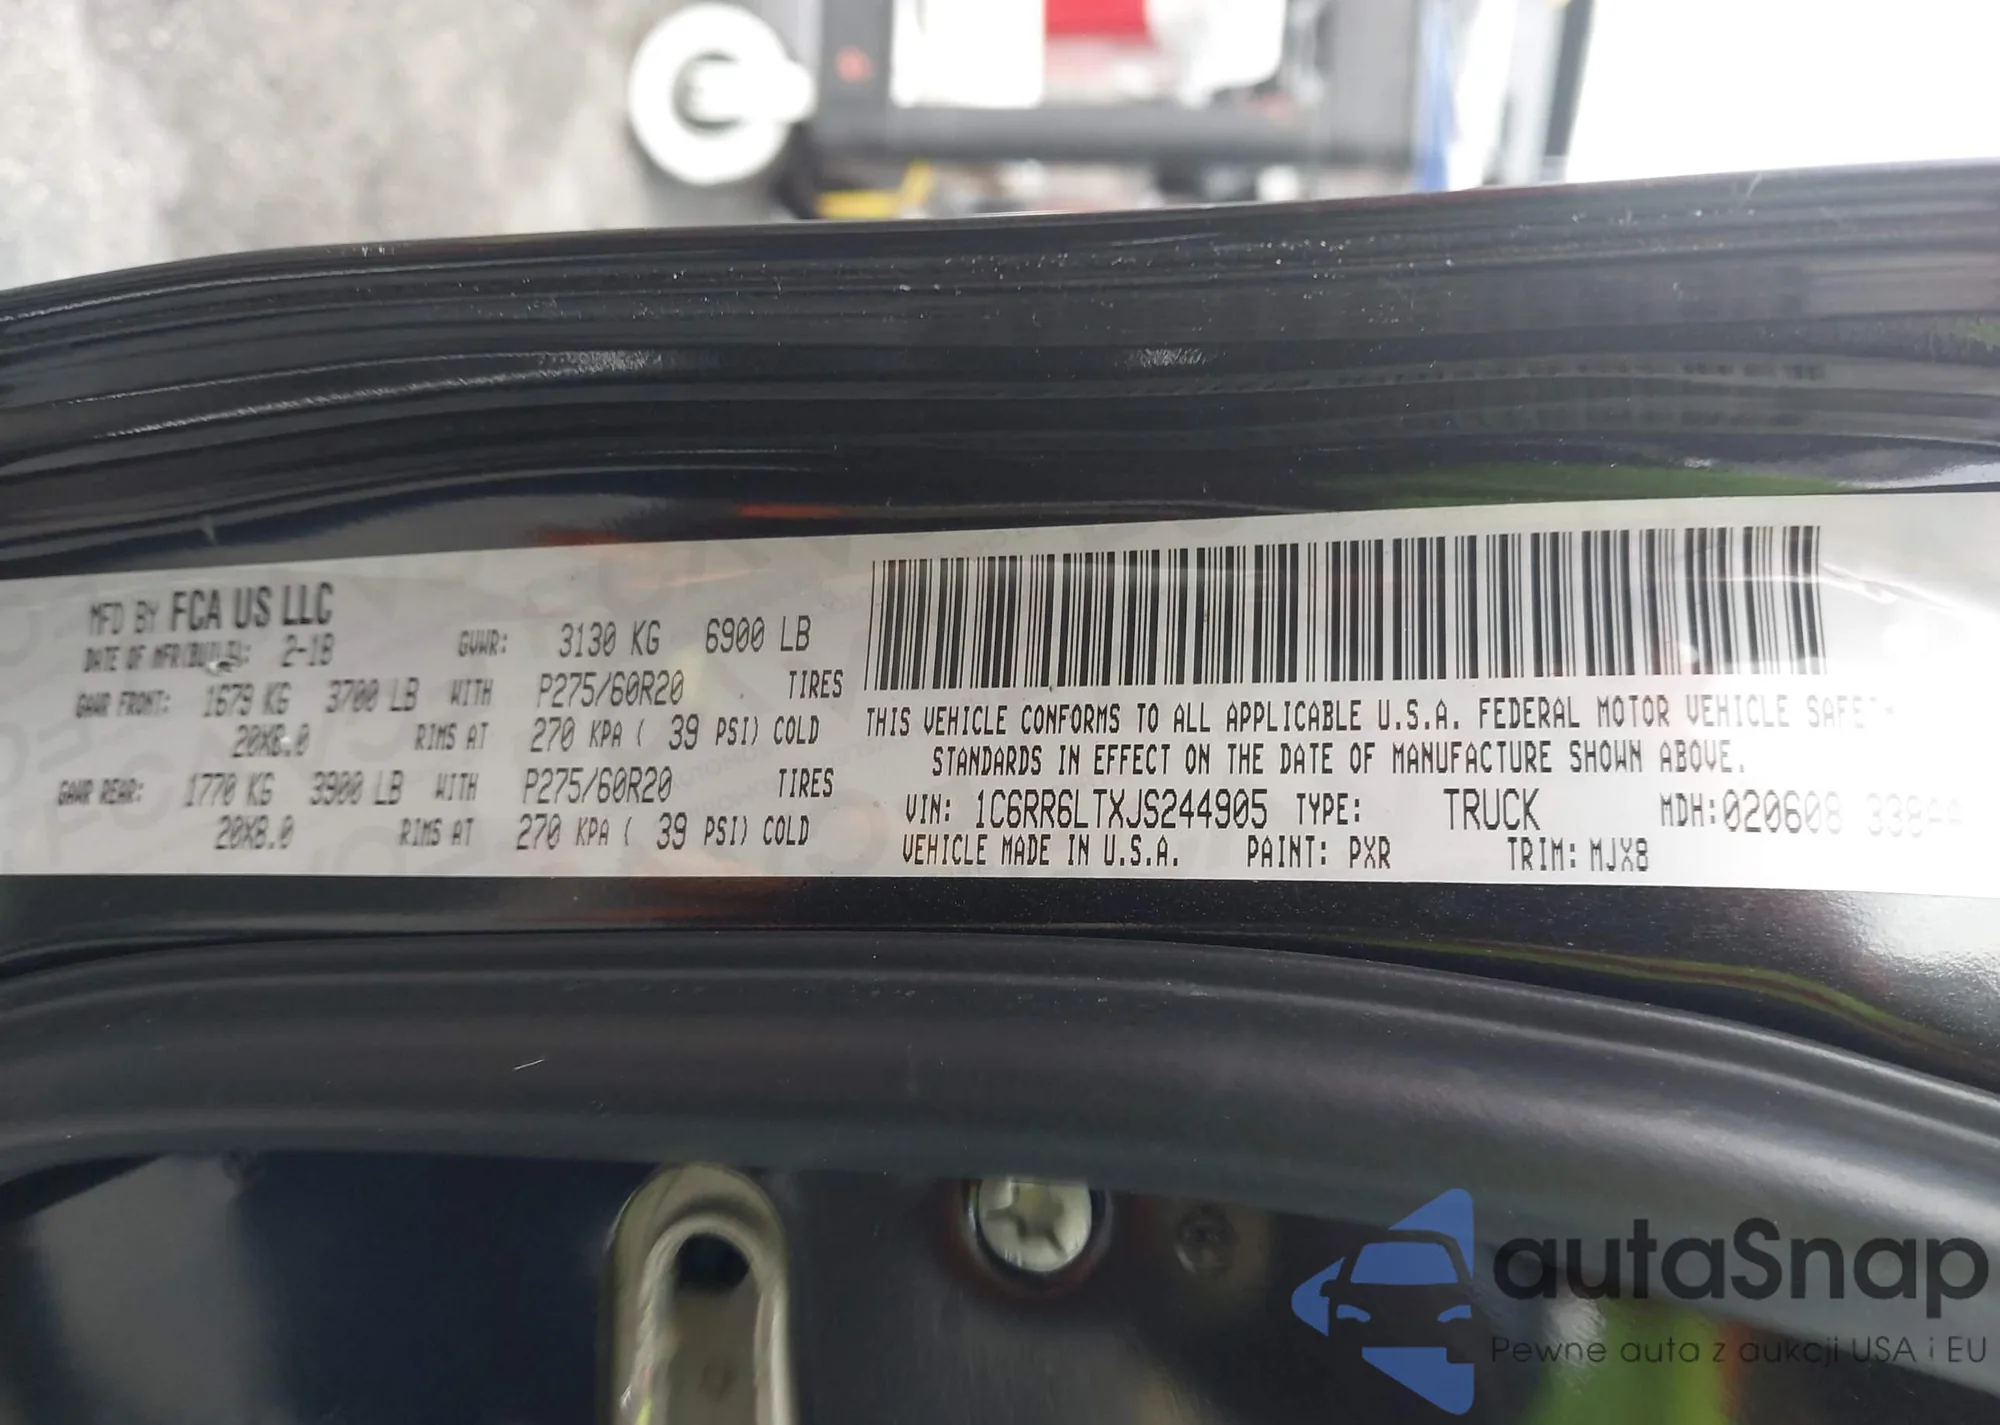 MFD BY FCA US LLC
DATE OF MFR(BUILD): 2-18
GVWR: 3130 KG 6900 LB
GAWR FRONT: 1679 KG 3700 LB WITH P275/60R20 TIRES
20X8.0 RIMS AT 270 KPA ( 39 PSI) COLD
GAWR REAR: 1770 KG 3900 LB WITH P275/60R20 TIRES
20X8.0 RIMS AT 270 KPA ( 39 PSI) COLD
THIS VEHICLE CONFORMS TO ALL APPLICABLE U.S.A. FEDERAL MOTOR VEHICLE SAFETY
STANDARDS IN EFFECT ON THE DATE OF MANUFACTURE SHOWN ABOVE.
VIN: 1C6RR6LTXJS244905 TYPE: TRUCK MDH:020608
VEHICLE MADE IN U.S.A. PAINT: PXR TRIM: MJX8
autaSnap
Pewne auta z aukcji USA i EU